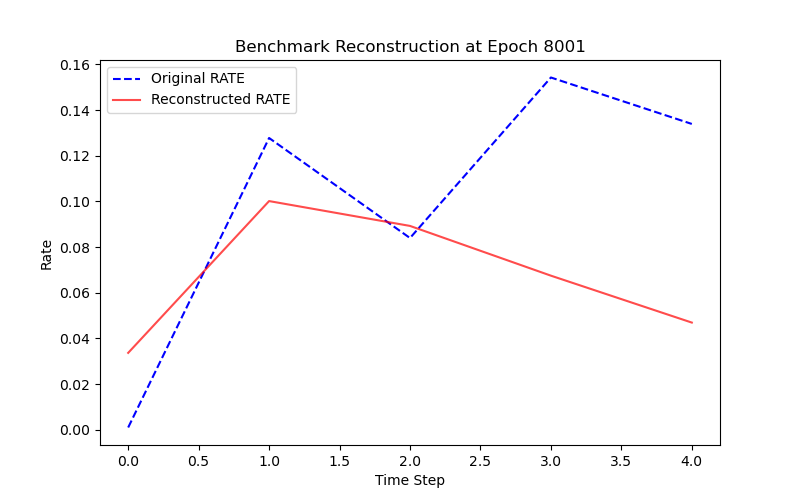 Benchmark Reconstruction at Epoch 8001
Original RATE
Reconstructed RATE
Rate
0.16
0.14
0.12
0.10
0.08
0.06
0.04
0.02
0.00
0.0 0.5 1.0 1.5 2.0 2.5 3.0 3.5 4.0
Time Step